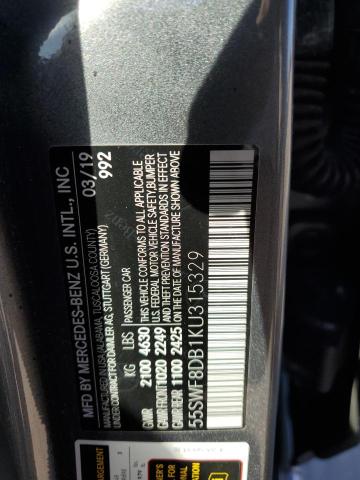 MFD BY MERCEDES-BENZ U.S. INTL., INC
MANUFACTURED IN USA/ALABAMA, TUSCALOOSA COUNTY)
UNDER CONTRACT FOR DAIMLER AG, STUTTGART (GERMANY)
03/19
992
KG LBS PASSENGER CAR
GVWR 2100 4630 THIS VEHICLE CONFORMS TO ALL APPLICABLE
GAWR FRONT 1020 2249 U.S. FEDERAL MOTOR VEHICLE SAFETY, BUMPER
GAWR REAR 1100 2425 & THEFT PREVENTION STANDARDS IN EFFECT
ON THE DATE OF MANUFACTURE SHOWN ABOVE
55SWF8DB1KU315329